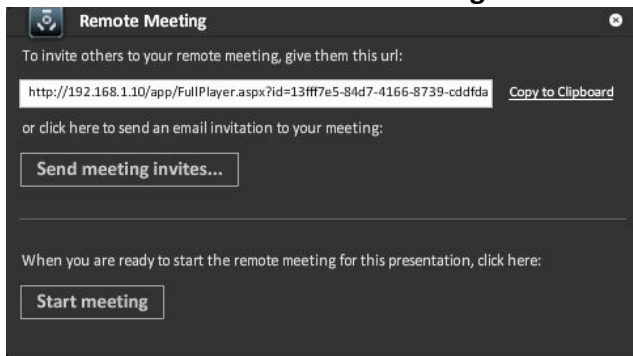 Remote Meeting
To invite others to your remote meeting, give them this url:
http://192.168.1.10/app/FullPlayer.aspx?id=13fff7e5-84d7-4166-8739-cddfda Copy to Clipboard
or click here to send an email invitation to your meeting:
Send meeting invites...
When you are ready to start the remote meeting for this presentation, click here:
Start meeting